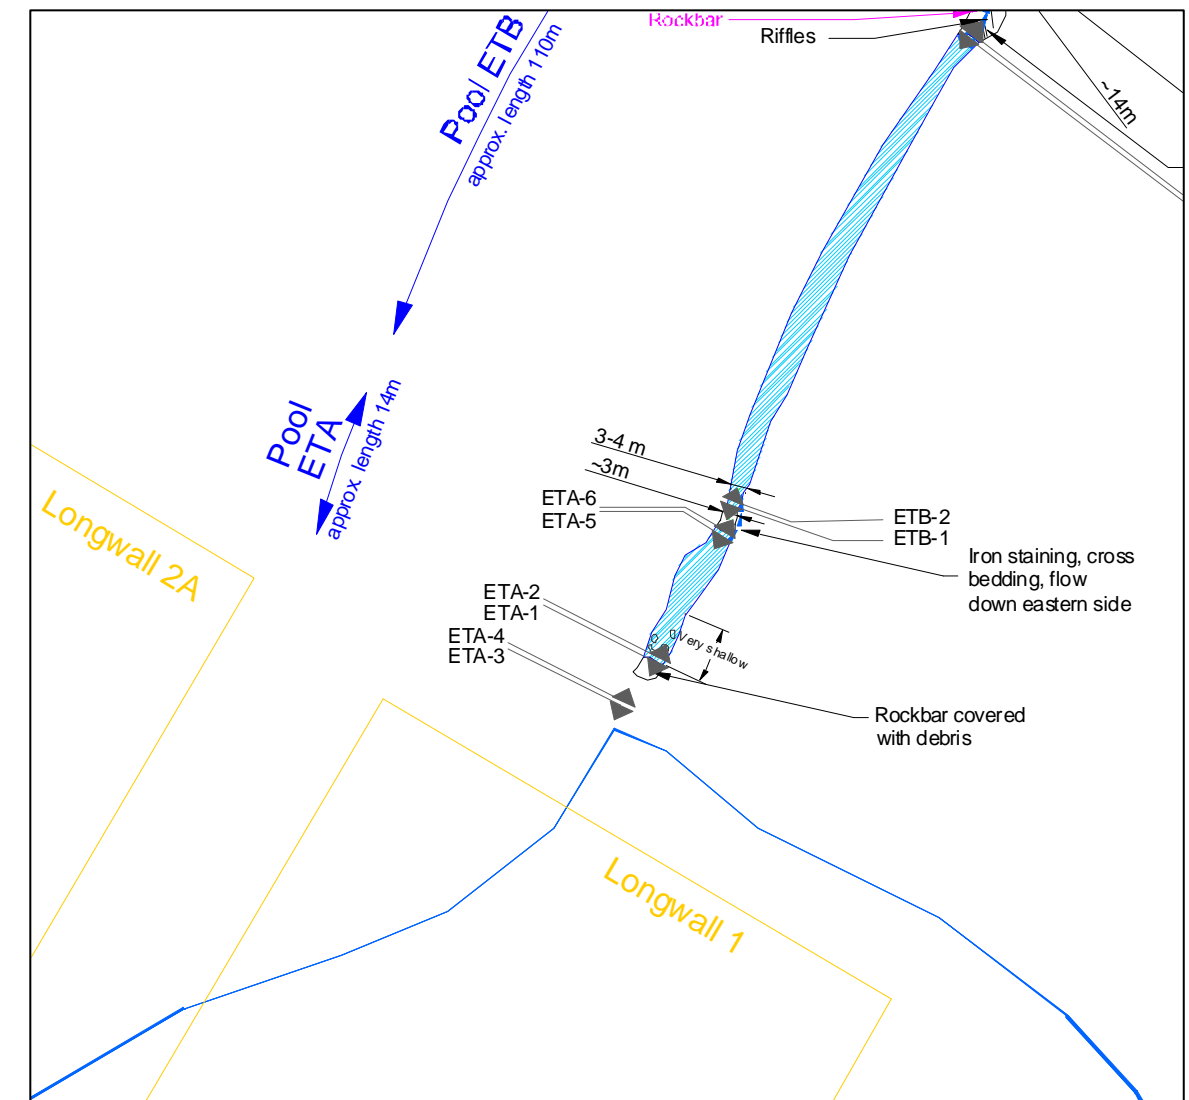 Rockbar
Riffles
~14m
Pool ETB
approx. length 110m
Pool
ETA
approx. length 14m
3-4 m
~3m
ETA-6
ETA-5
ETB-2
ETB-1
Iron staining, cross
bedding, flow
down eastern side
Longwall 2A
ETA-2
ETA-1
ETA-4
ETA-3
Very shallow
Rockbar covered
with debris
Longwall 1